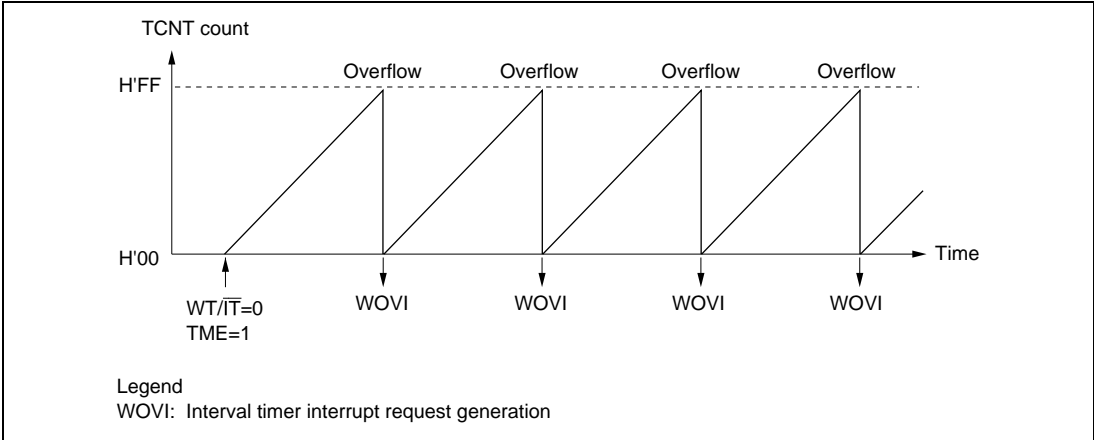 TCNT count
Overflow Overflow Overflow Overflow
H'FF
H'00
Time
WT/I̅T̅=0
TME=1
WOVI WOVI WOVI WOVI
Legend
WOVI: Interval timer interrupt request generation